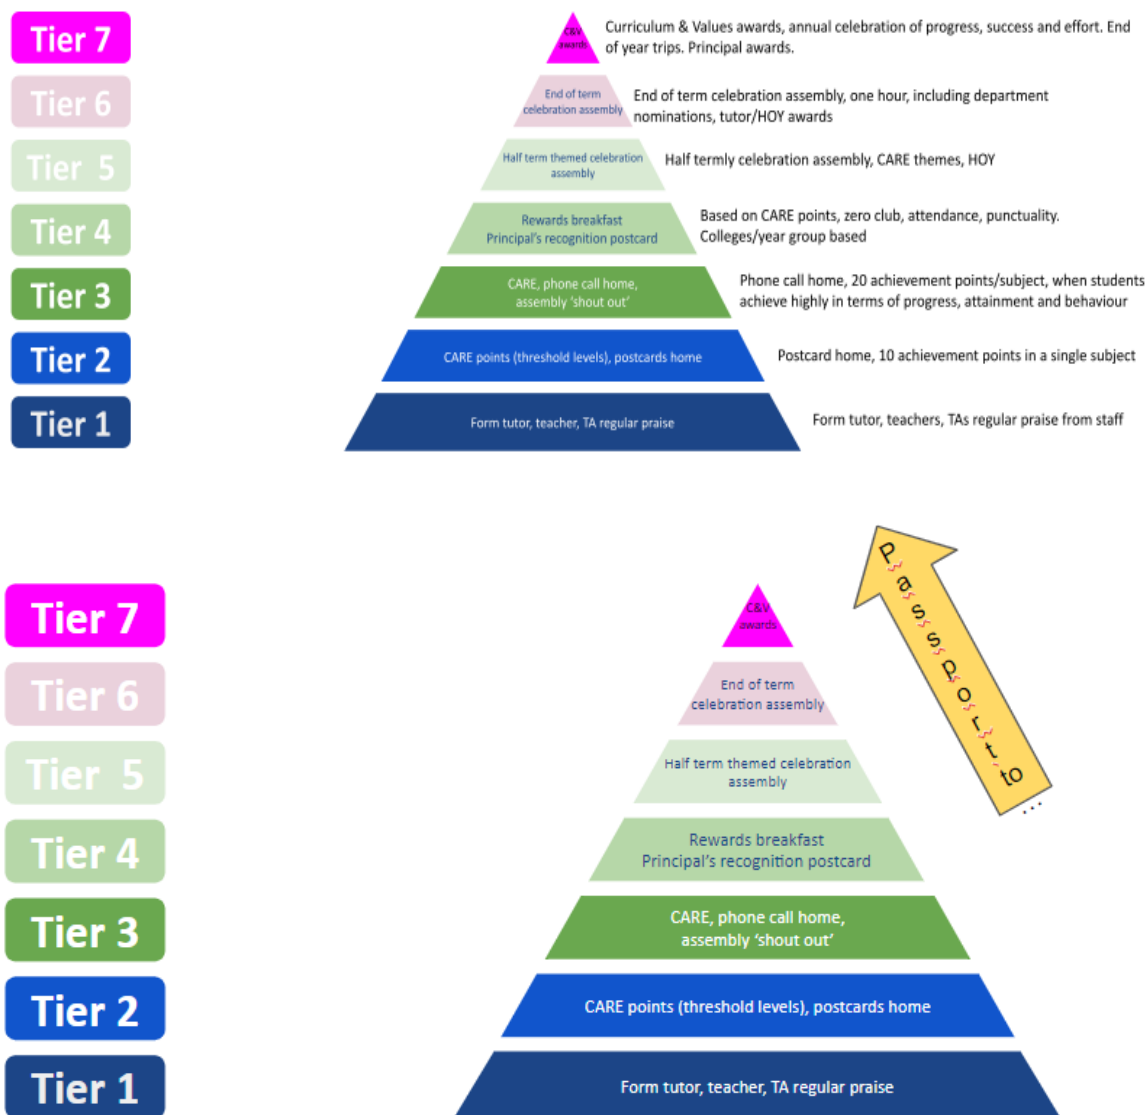 Tier 7
C&V
awards
Curriculum & Values awards, annual celebration of progress, success and effort. End
of year trips. Principal awards.
Tier 6
End of term
celebration assembly
End of term celebration assembly, one hour, including department
nominations, tutor/HOY awards
Tier 5
Half term themed celebration
assembly
Half termly celebration assembly, CARE themes, HOY
Tier 4
Rewards breakfast
Principal's recognition postcard
Based on CARE points, zero club, attendance, punctuality.
Colleges/year group based
Tier 3
CARE, phone call home,
assembly 'shout out'
Phone call home, 20 achievement points/subject, when students
achieve highly in terms of progress, attainment and behaviour
Tier 2
CARE points (threshold levels), postcards home
Postcard home, 10 achievement points in a single subject
Tier 1
Form tutor, teacher, TA regular praise
Form tutor, teachers, TAs regular praise from staff
Passport to
...
Tier 7
C&V
awards
Tier 6
End of term
celebration assembly
Tier 5
Half term themed celebration
assembly
Tier 4
Rewards breakfast
Principal's recognition postcard
Tier 3
CARE, phone call home,
assembly 'shout out'
Tier 2
CARE points (threshold levels), postcards home
Tier 1
Form tutor, teacher, TA regular praise